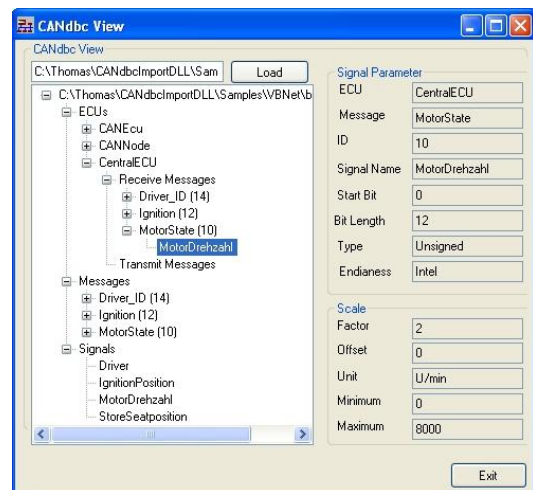 CANdbc View
CANdbc View
C:\Thomas\CANdbcImportDLL\Sam
Load
C:\Thomas\CANdbcImportDLL\Samples\VBNet\b
ECUs
CANEcu
CANNode
CentralECU
Receive Messages
Driver_ID (14)
Ignition (12)
MotorState (10)
MotorDrehzahl
Transmit Messages
Messages
Driver_ID (14)
Ignition (12)
MotorState (10)
Signals
Driver
IgnitionPosition
MotorDrehzahl
StoreSeatposition
Signal Parameter
ECU CentralECU
Message MotorState
ID 10
Signal Name MotorDrehzahl
Start Bit 0
Bit Length 12
Type Unsigned
Endianess Intel
Scale
Factor 2
Offset 0
Unit U/min
Minimum 0
Maximum 8000
Exit